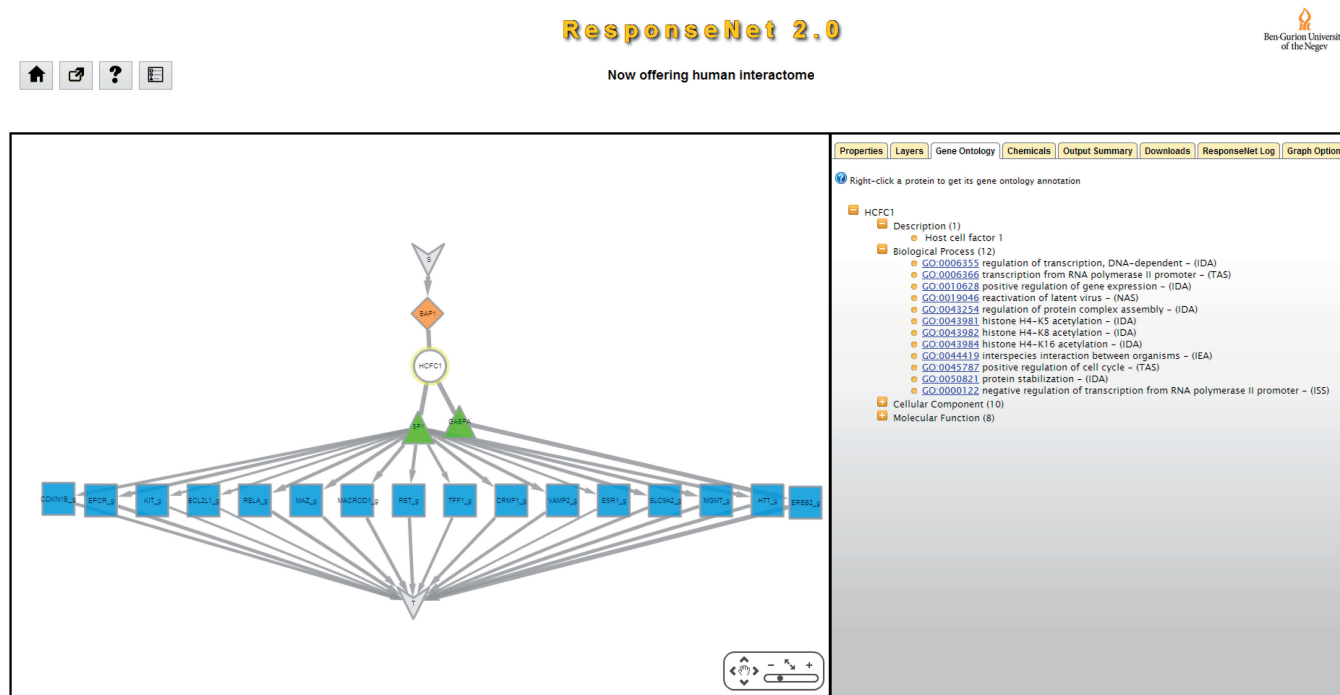 ResponseNet 2.0
Ben-Gurion Universit
of the Negev
Now offering human interactome
Properties Layers Gene Ontology Chemicals Output Summary Downloads ResponseNet Log Graph Option
Right-click a protein to get its gene ontology annotation
HCFC1
Description (1)
Host cell factor 1
Biological Process (12)
GO:0006355 regulation of transcription, DNA-dependent - (IDA)
GO:0006366 transcription from RNA polymerase II promoter - (TAS)
GO:0010628 positive regulation of gene expression - (IDA)
GO:0019046 reactivation of latent virus - (NAS)
GO:0043254 regulation of protein complex assembly - (IDA)
GO:0043981 histone H4-K5 acetylation - (IDA)
GO:0043982 histone H4-K8 acetylation - (IDA)
GO:0043984 histone H4-K16 acetylation - (IDA)
GO:0044419 interspecies interaction between organisms - (IEA)
GO:0045787 positive regulation of cell cycle - (TAS)
GO:0050821 protein stabilization - (IDA)
GO:0000122 negative regulation of transcription from RNA polymerase II promoter - (ISS)
Cellular Component (10)
Molecular Function (8)
S
BAP1
HCFC1
SP1 GABPA
CDKN1B_g EPOR_g KIT_g BCL2L1_g RELA_g MAZ_g MACROD1_g RET_g TFF1_g CRMP1_g VAMP2_g ESR1_g SLC9A2_g MGMT_g HTT_g ERBB2_g
T